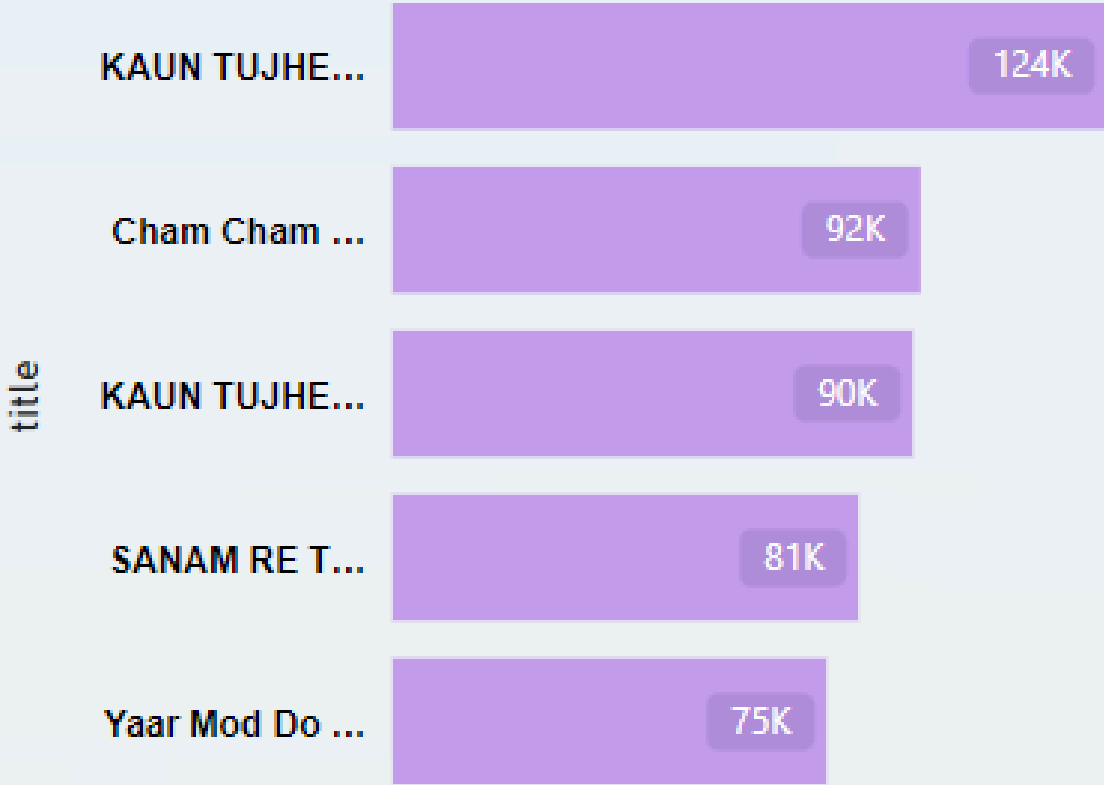 KAUN TUJHE... 124K
Cham Cham ... 92K
title
KAUN TUJHE... 90K
SANAM RE T... 81K
Yaar Mod Do ... 75K